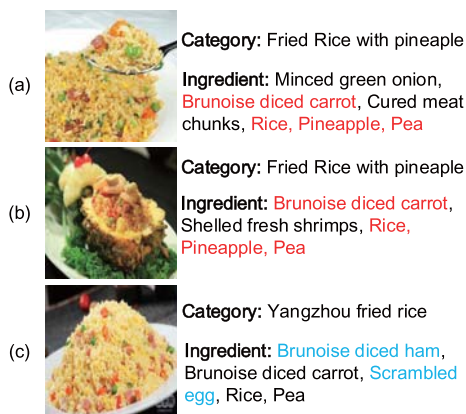 (a)
Category: Fried Rice with pineaple
Ingredient: Minced green onion,
Brunoise diced carrot, Cured meat
chunks, Rice, Pineapple, Pea
(b)
Category: Fried Rice with pineaple
Ingredient: Brunoise diced carrot,
Shelled fresh shrimps, Rice,
Pineapple, Pea
(c)
Category: Yangzhou fried rice
Ingredient: Brunoise diced ham,
Brunoise diced carrot, Scrambled
egg, Rice, Pea